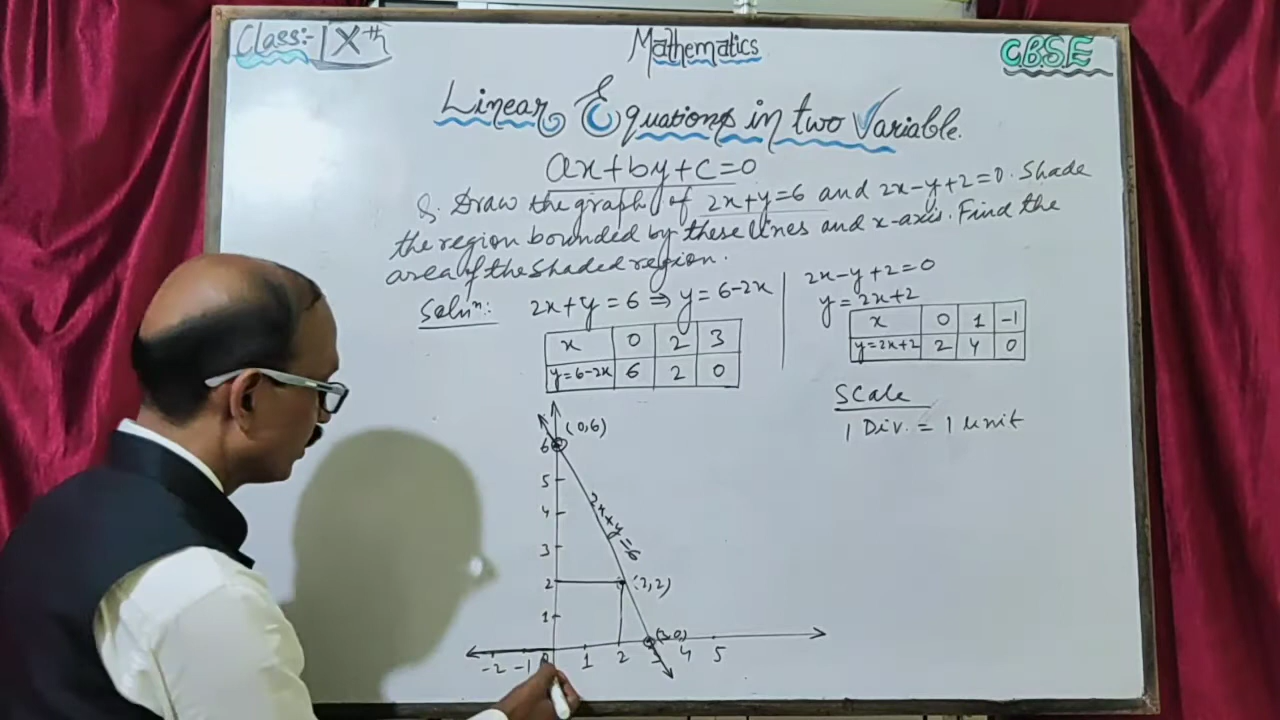 Class:- IXth
Mathematics
CBSE
Linear Equations in two Variable.
ax+by+c=0
Q. Draw the graph of 2x+y=6 and 2x-y+2=0. Shade
the region bounded by these lines and x-axis. Find the
area of the shaded region.
Soln: 2x+y=6 ⇒ y=6-2x
x 0 2 3
y=6-2x 6 2 0
2x-y+2=0
y=2x+2
x 0 1 -1
y=2x+2 2 4 0
Scale
1 Div. = 1 unit
(0,6)
6
5
4
3
2
1
2x+y=6
(2,2)
(3,0)
-2 -1 0 1 2 3 4 5